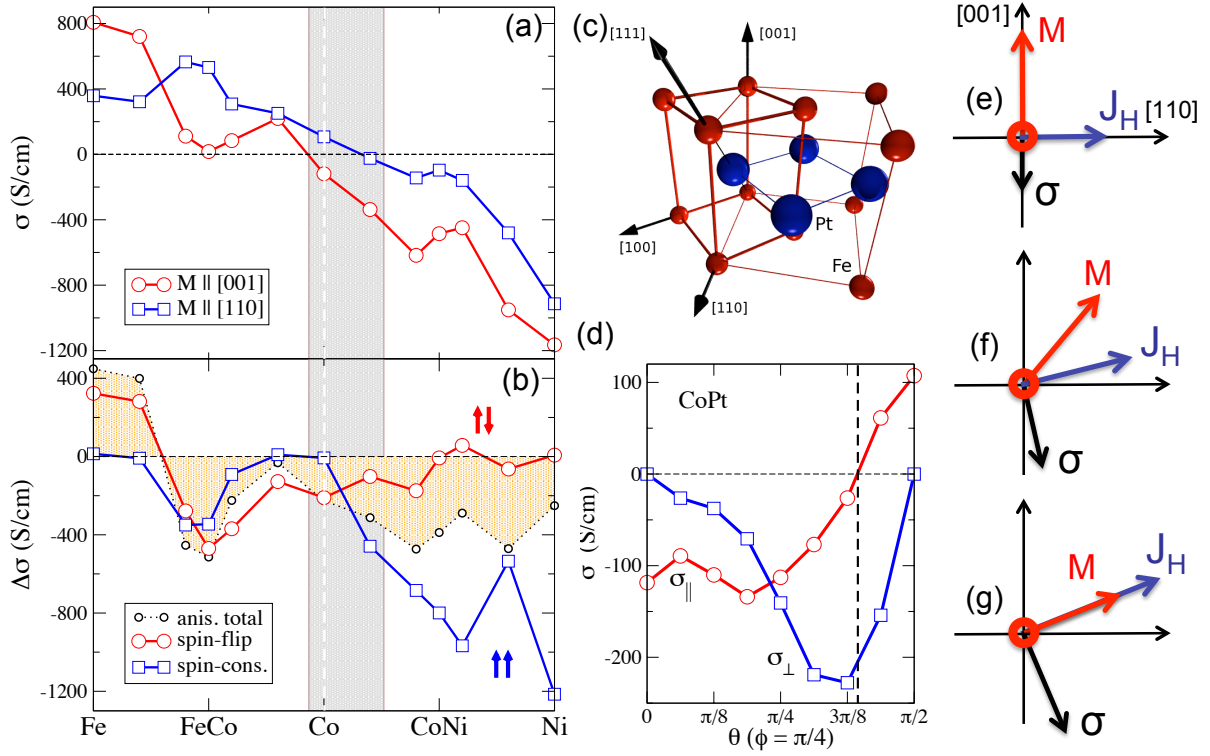 (a)
800
400
0
-400
-800
-1200
σ (S/cm)
M || [001]
M || [110]
(b)
400
0
-400
-800
-1200
Δσ (S/cm)
anis. total
spin-flip
spin-cons.
Fe
FeCo
Co
CoNi
Ni
(c)
[111]
[001]
[100]
[110]
Pt
Fe
(d)
CoPt
100
0
-100
-200
σ (S/cm)
σ∥
σ⊥
0
π/8
π/4
3π/8
π/2
θ (ϕ = π/4)
[001]
M
(e)
J_H
[110]
σ
(f)
M
J_H
σ
(g)
M
J_H
σ